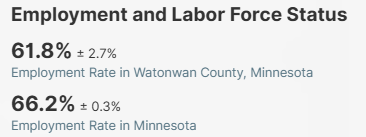 Employment and Labor Force Status
61.8% ± 2.7%
Employment Rate in Watonwan County, Minnesota
66.2% ± 0.3%
Employment Rate in Minnesota